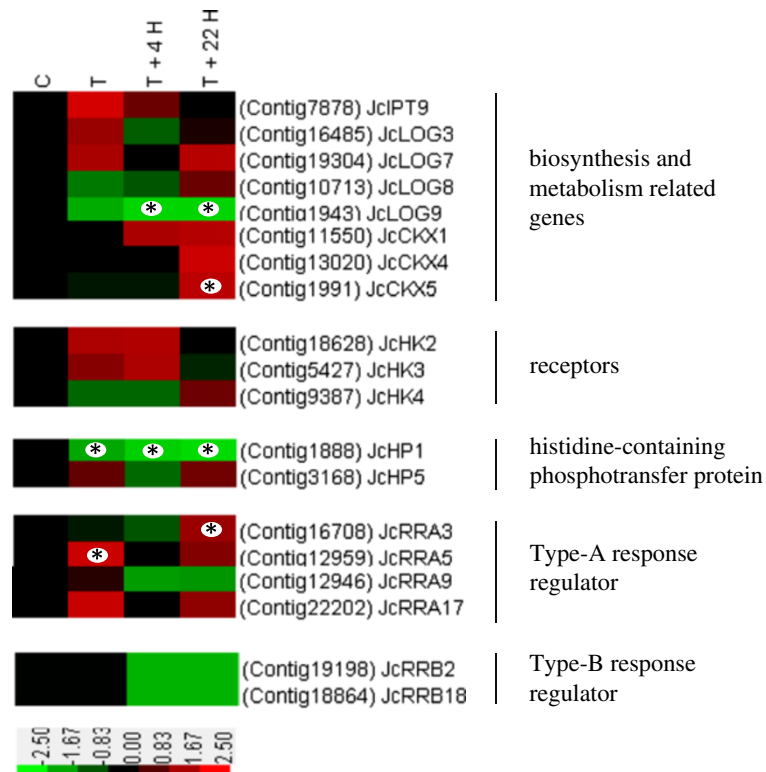 C T T + 4 H T + 22 H
(Contig7878) JcIPT9
(Contig16485) JcLOG3
(Contig19304) JcLOG7
(Contig10713) JcLOG8
* * (Contig1943) JcLOG9
(Contig11550) JcCKX1
(Contig13020) JcCKX4
* (Contig1991) JcCKX5
biosynthesis and
metabolism related
genes
(Contig18628) JcHK2
(Contig5427) JcHK3
(Contig9387) JcHK4
receptors
* * * (Contig1888) JcHP1
(Contig3168) JcHP5
histidine-containing
phosphotransfer protein
* (Contig16708) JcRRA3
* (Contig12959) JcRRA5
(Contig12946) JcRRA9
(Contig22202) JcRRA17
Type-A response
regulator
(Contig19198) JcRRB2
(Contig18864) JcRRB18
Type-B response
regulator
-2.50 -1.67 -0.83 0.00 0.83 1.67 2.50